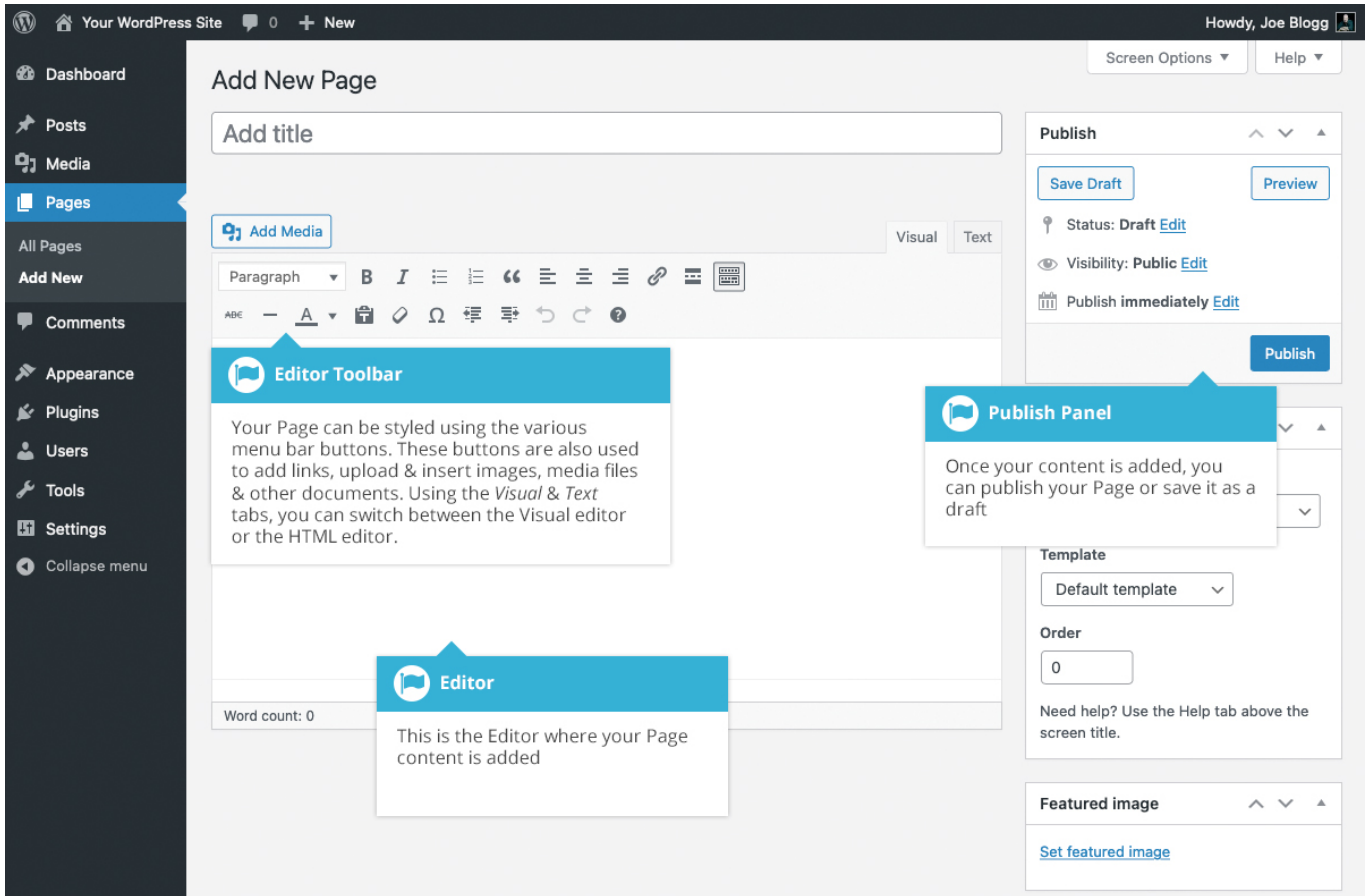 Your WordPress Site 0 + New Howdy, Joe Blogg
Screen Options Help
Dashboard
Posts
Media
Pages
All Pages
Add New
Comments
Appearance
Plugins
Users
Tools
Settings
Collapse menu
Add New Page
Add title
Add Media
Visual Text
Paragraph B I
ABC A T Ω ?
Editor Toolbar
Your Page can be styled using the various
menu bar buttons. These buttons are also used
to add links, upload & insert images, media files
& other documents. Using the Visual & Text
tabs, you can switch between the Visual editor
or the HTML editor.
Editor
This is the Editor where your Page
content is added
Word count: 0
Publish
Save Draft Preview
Status: Draft Edit
Visibility: Public Edit
Publish immediately Edit
Publish
Publish Panel
Once your content is added, you
can publish your Page or save it as a
draft
Template
Default template
Order
0
Need help? Use the Help tab above the
screen title.
Featured image
Set featured image